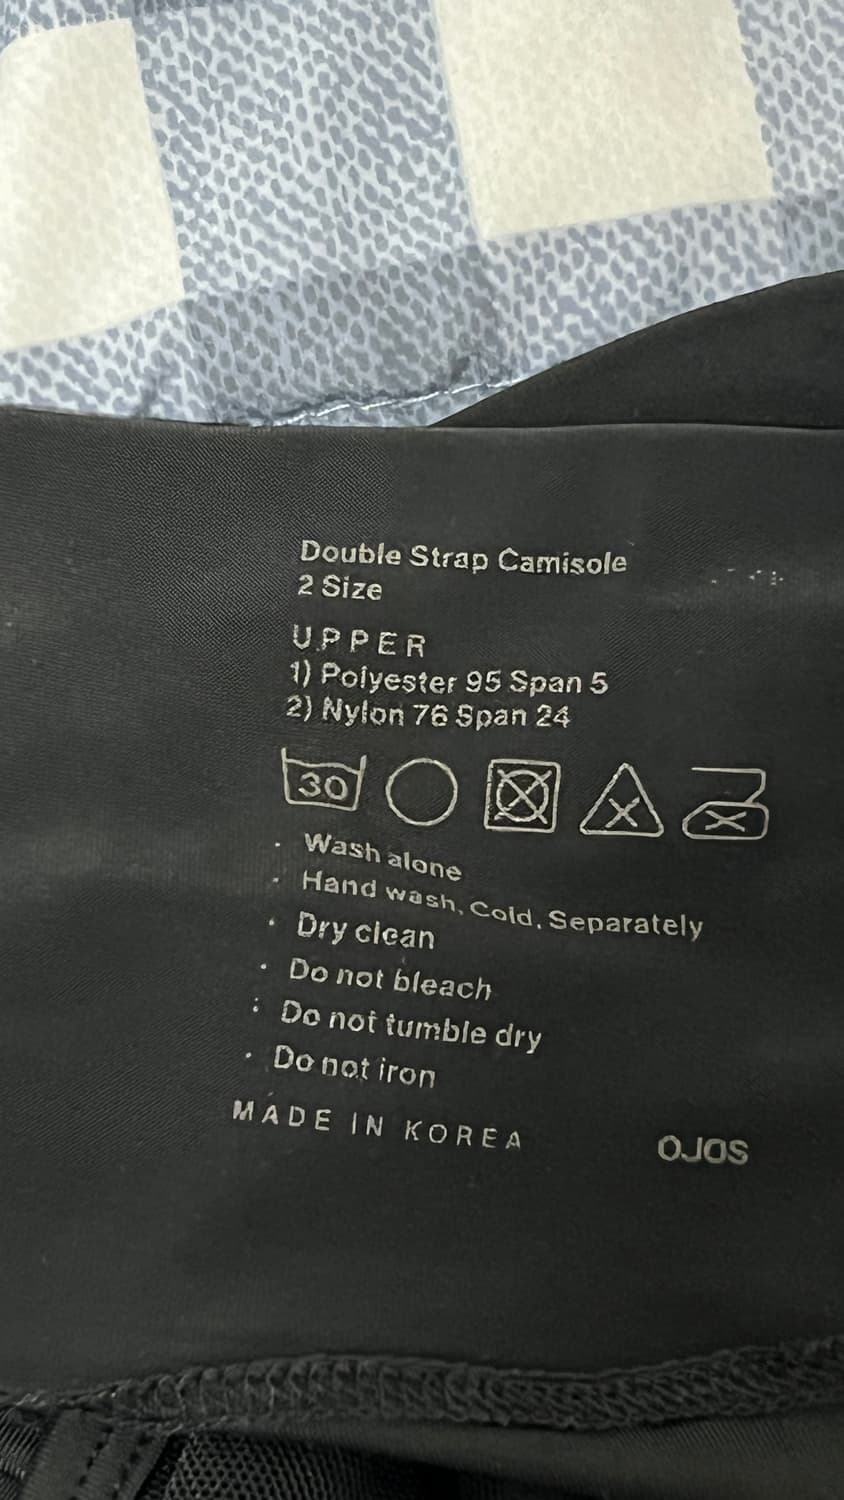 Double Strap Camisole
2 Size
UPPER
1) Polyester 95 Span 5
2) Nylon 76 Span 24
30
· Wash alone
· Hand wash, Cold, Separately
· Dry clean
· Do not bleach
· Do not tumble dry
· Do not iron
MADE IN KOREA
OJOS